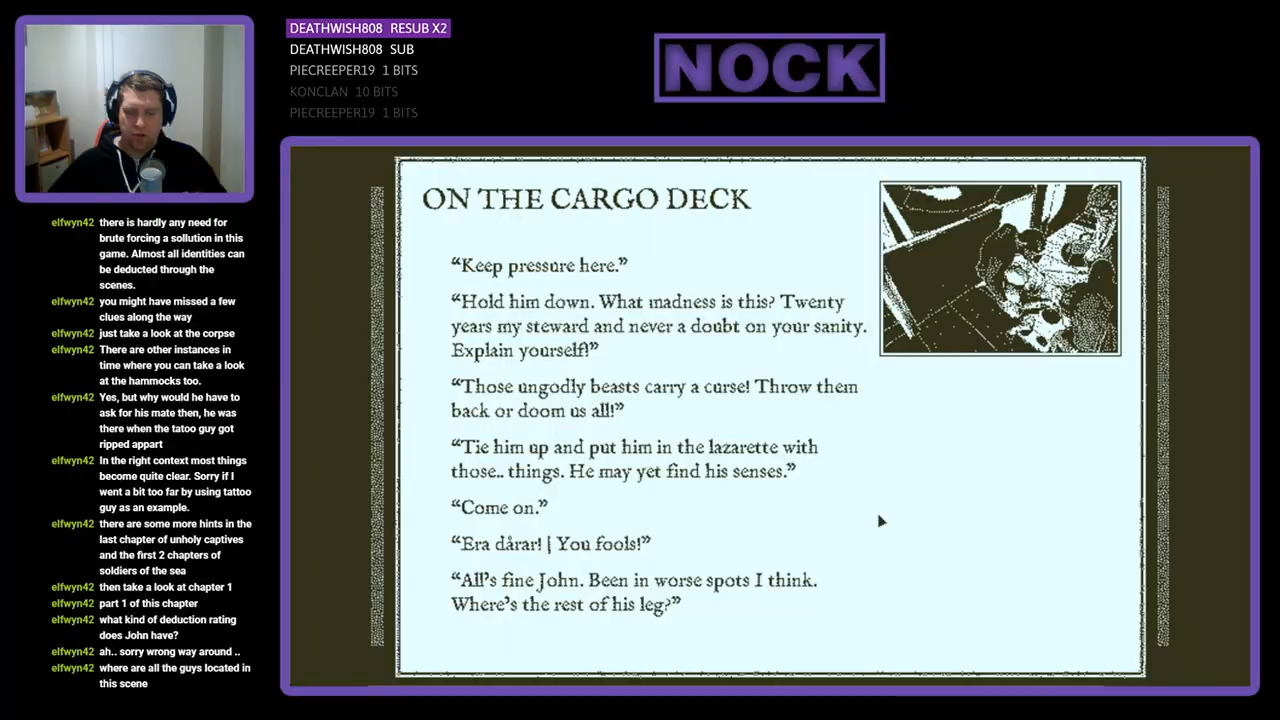 DEATHWISH808 RESUB X2
DEATHWISH808 SUB
PIECREEPER19 1 BITS
KONCLAN 10 BITS
PIECREEPER19 1 BITS
NOCK
elfwyn42 there is hardly any need for
brute forcing a sollution in this
game. Almost all identities can
be deducted through the
scenes.
elfwyn42 you might have missed a few
clues along the way
elfwyn42 just take a look at the corpse
elfwyn42 There are other instances in
time where you can take a look
at the hammocks too.
elfwyn42 Yes, but why would he have to
ask for his mate then, he was
there when the tatoo guy got
ripped appart
elfwyn42 In the right context most things
become quite clear. Sorry if I
went a bit too far by using tattoo
guy as an example.
elfwyn42 there are some more hints in the
last chapter of unholy captives
and the first 2 chapters of
soldiers of the sea
elfwyn42 then take a look at chapter 1
elfwyn42 part 1 of this chapter
elfwyn42 what kind of deduction rating
does John have?
elfwyn42 ah.. sorry wrong way around ..
elfwyn42 where are all the guys located in
this scene
ON THE CARGO DECK
“Keep pressure here.”
“Hold him down. What madness is this? Twenty
years my steward and never a doubt on your sanity.
Explain yourself!”
“Those ungodly beasts carry a curse! Throw them
back or doom us all!”
“Tie him up and put him in the lazarette with
those.. things. He may yet find his senses.”
“Come on.”
“Era dårar! | You fools!”
“All’s fine John. Been in worse spots I think.
Where’s the rest of his leg?”